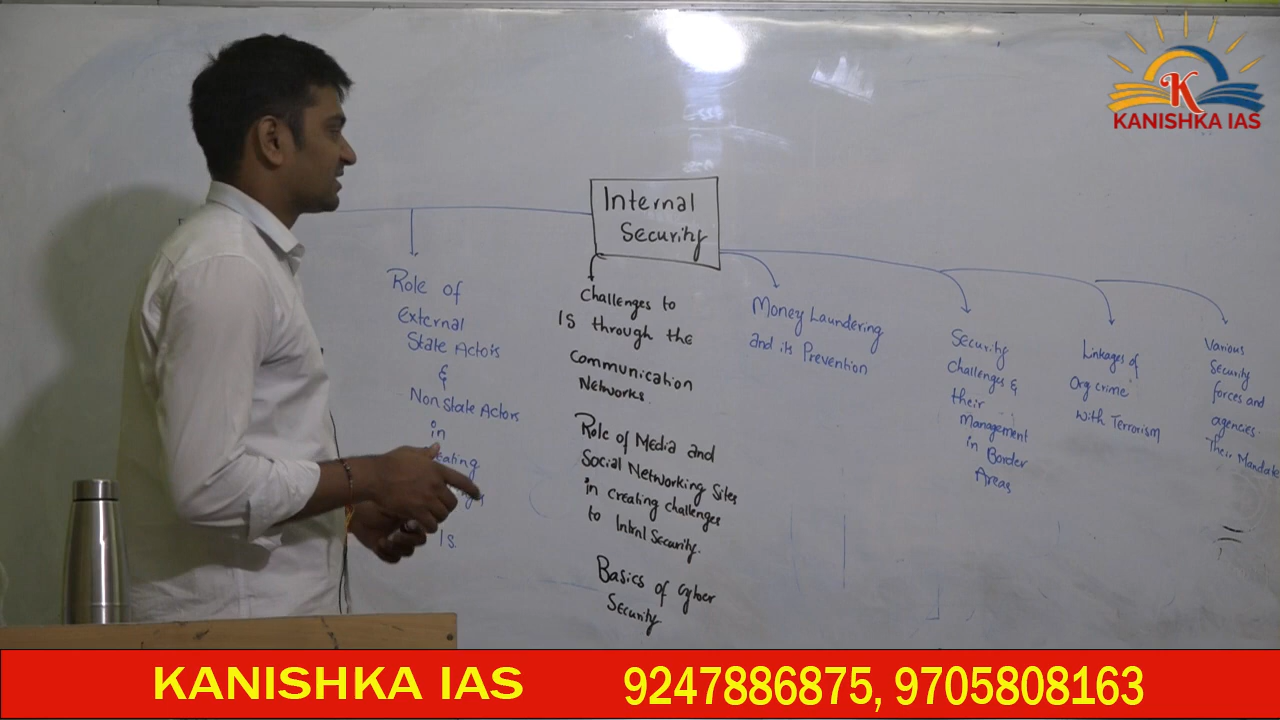 K
KANISHKA IAS
Internal
Security
Role of
External
State Actors
&
Non State Actors
in
eating
IS.
Challenges to
IS through the
Communication
Networks.
Role of Media and
Social Networking Sites
in creating challenges
to Intrnl Security.
Basics of Cyber
Security
Money Laundering
and its Prevention
Security
challenges &
their
Management
in Border
Areas
Linkages of
Org crime
with Terrorism
Various
Security
forces and
agencies.
Their Mandate
KANISHKA IAS 9247886875, 9705808163